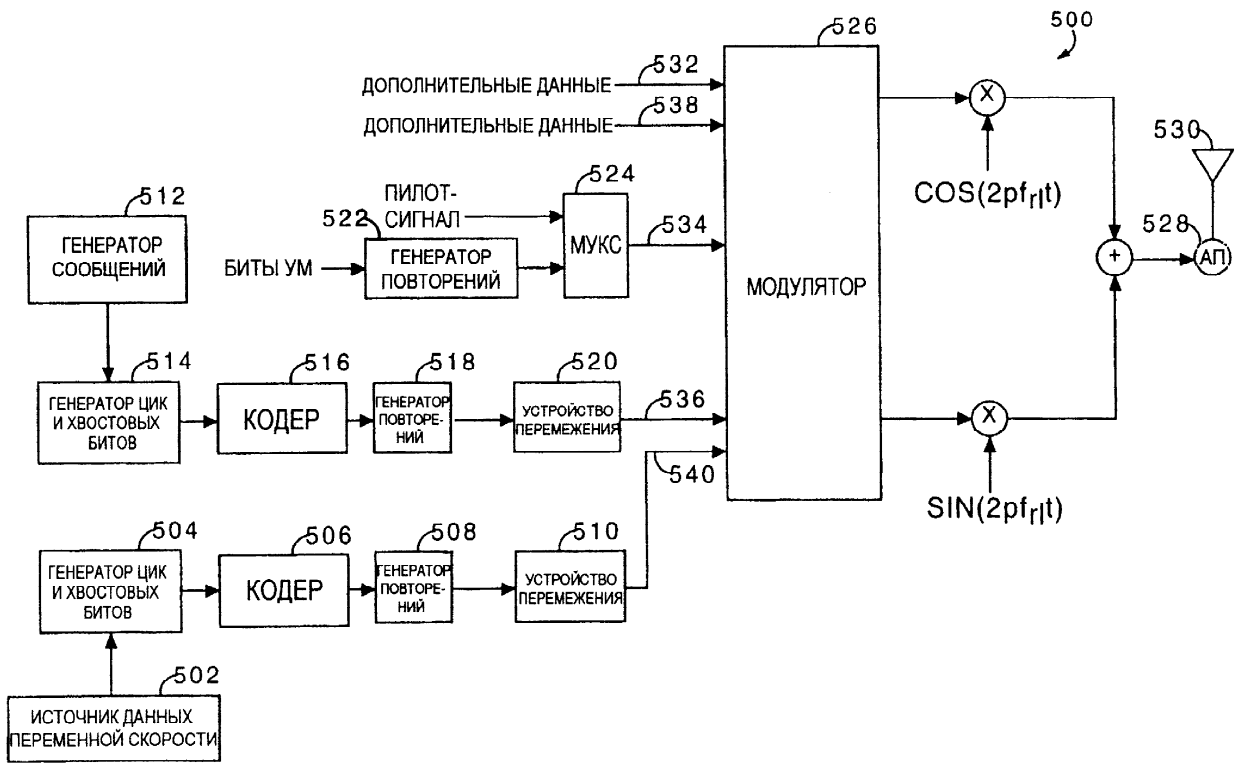 500
526
ДОПОЛНИТЕЛЬНЫЕ ДАННЫЕ
532
ДОПОЛНИТЕЛЬНЫЕ ДАННЫЕ
538
530
512
524
ПИЛОТ-
СИГНАЛ
522
COS(2pf_rlt)
ГЕНЕРАТОР
СООБЩЕНИЙ
МУКС
534
528
БИТЫ УМ
ГЕНЕРАТОР
ПОВТОРЕНИЙ
МОДУЛЯТОР
X
+
АП
514
516
518
520
ГЕНЕРАТОР ЦИК
И ХВОСТОВЫХ
БИТОВ
КОДЕР
ГЕНЕРАТОР
ПОВТОРЕ-
НИЙ
УСТРОЙСТВО
ПЕРЕМЕЖЕНИЯ
536
X
540
SIN(2pf_rlt)
504
506
508
510
ГЕНЕРАТОР ЦИК
И ХВОСТОВЫХ
БИТОВ
КОДЕР
ГЕНЕРАТОР
ПОВТОРЕ-
НИЙ
УСТРОЙСТВО
ПЕРЕМЕЖЕНИЯ
502
ИСТОЧНИК ДАННЫХ
ПЕРЕМЕННОЙ СКОРОСТИ